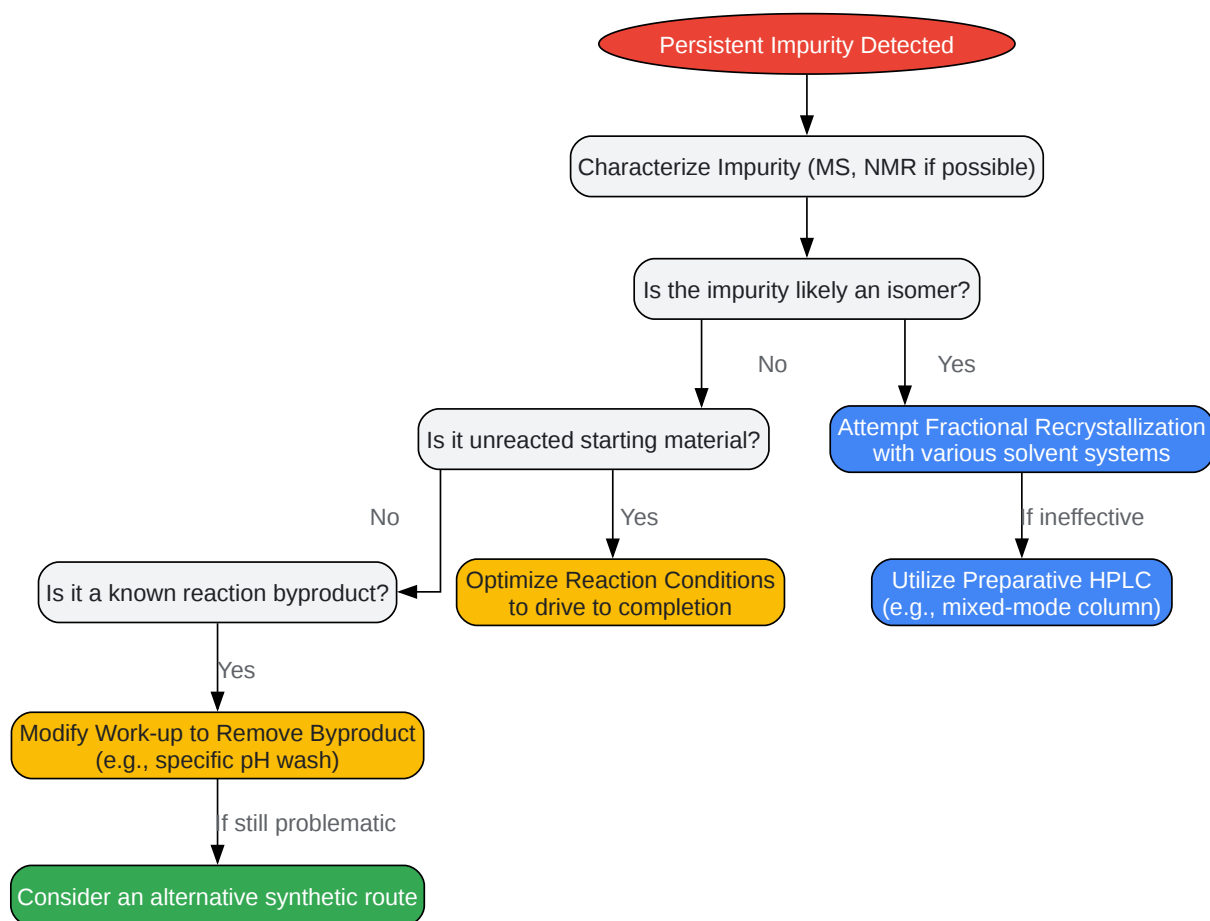 Persistent Impurity Detected
Characterize Impurity (MS, NMR if possible)
Is the impurity likely an isomer?
No
Yes
Is it unreacted starting material?
Attempt Fractional Recrystallization
with various solvent systems
No
Yes
If ineffective
Is it a known reaction byproduct?
Optimize Reaction Conditions
to drive to completion
Utilize Preparative HPLC
(e.g., mixed-mode column)
Yes
Modify Work-up to Remove Byproduct
(e.g., specific pH wash)
If still problematic
Consider an alternative synthetic route